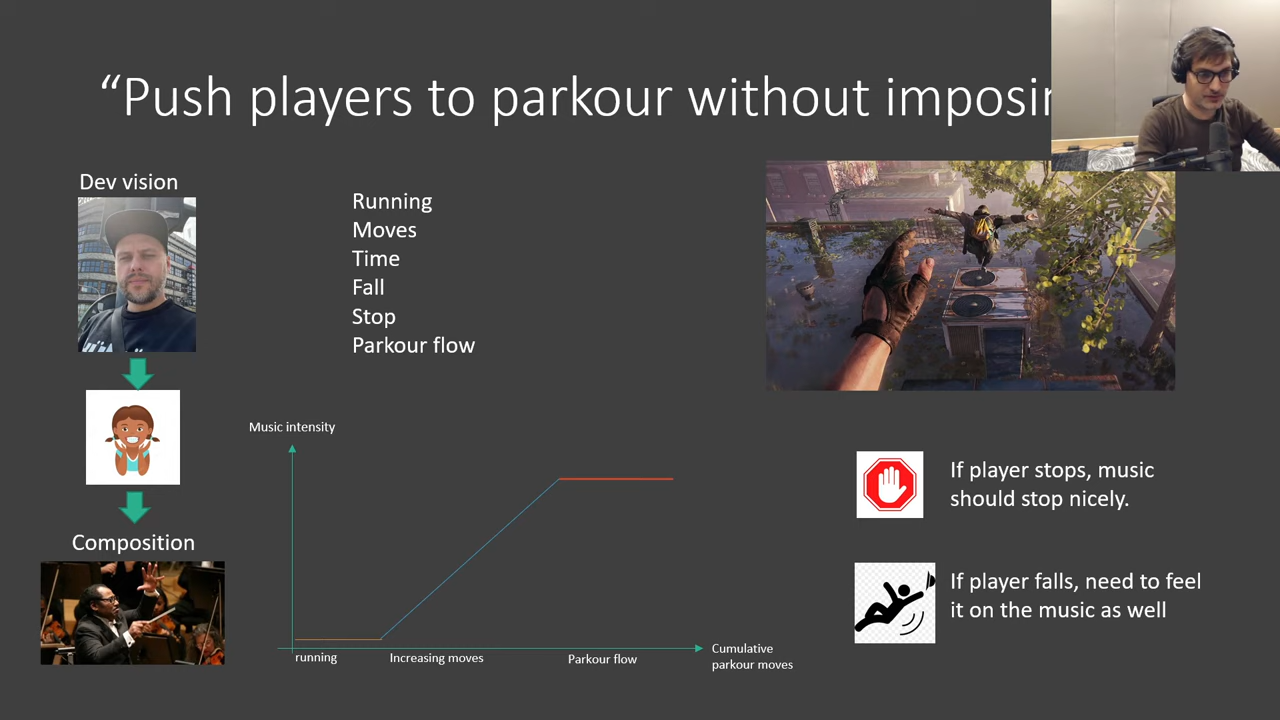 “Push players to parkour without
Dev vision
Running
Moves
Time
Fall
Stop
Parkour flow
Music intensity
If player stops, music
should stop nicely.
Composition
If player falls, need to feel
it on the music as well
running
Increasing moves
Parkour flow
Cumulative
parkour moves